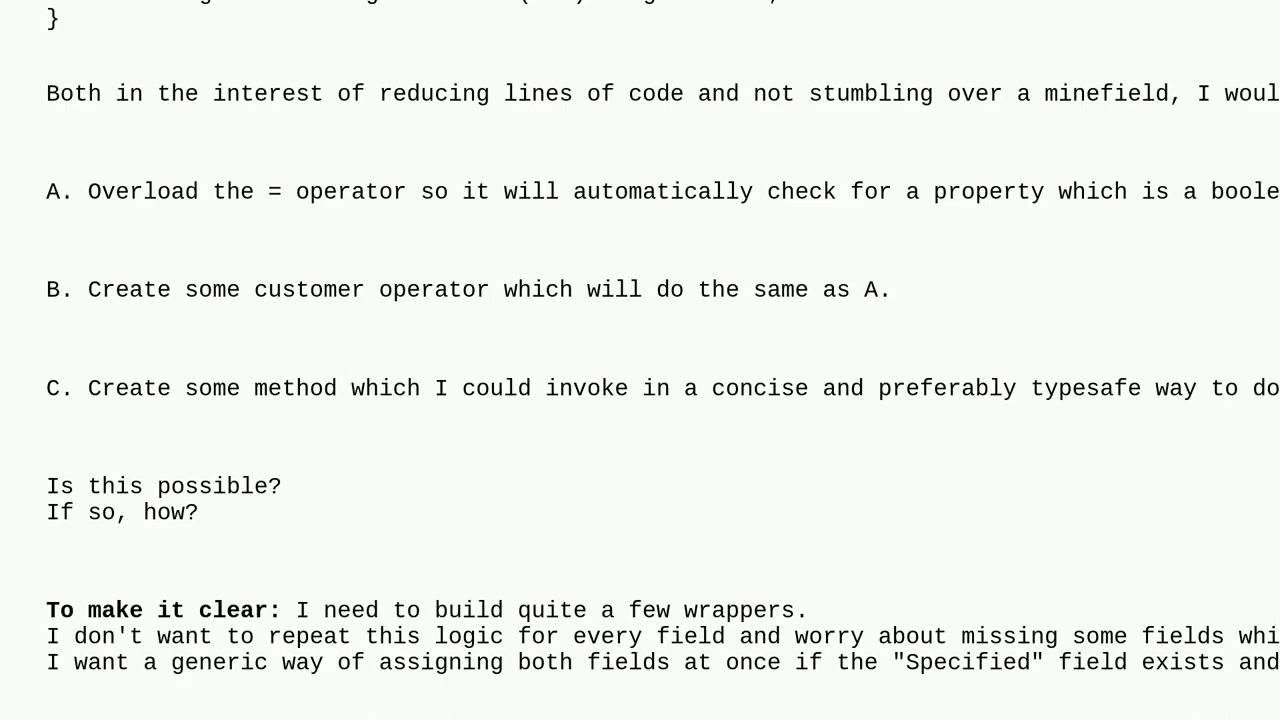 }
Both in the interest of reducing lines of code and not stumbling over a minefield, I
A. Overload the = operator so it will automatically check for a property which is a
B. Create some customer operator which will do the same as A.
C. Create some method which I could invoke in a concise and preferably typesafe way to do
Is this possible?
If so, how?
To make it clear: I need to build quite a few wrappers.
I don't want to repeat this logic for every field and worry about missing some fields
I want a generic way of assigning both fields at once if the "Specified" field exists and